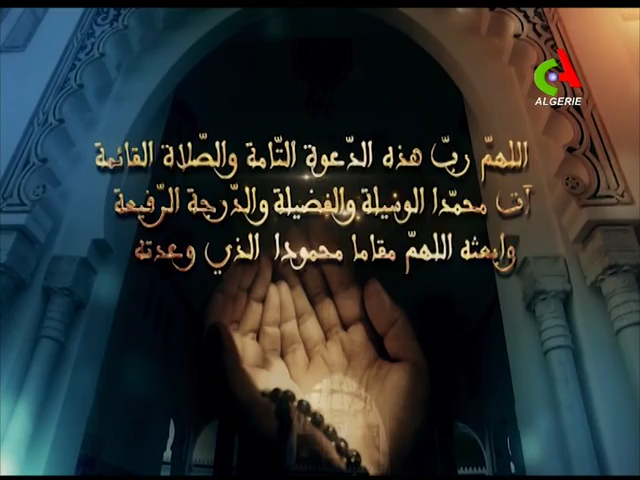 ALGERIE
اللهمّ ربّ هذه الدّعوة التّامة والصّلاة القائمة
آت محمّدا الوسيلة والفضيلة والدّرجة الرّفيعة
وابعثه اللهمّ مقاما محمودا الذي وعدته